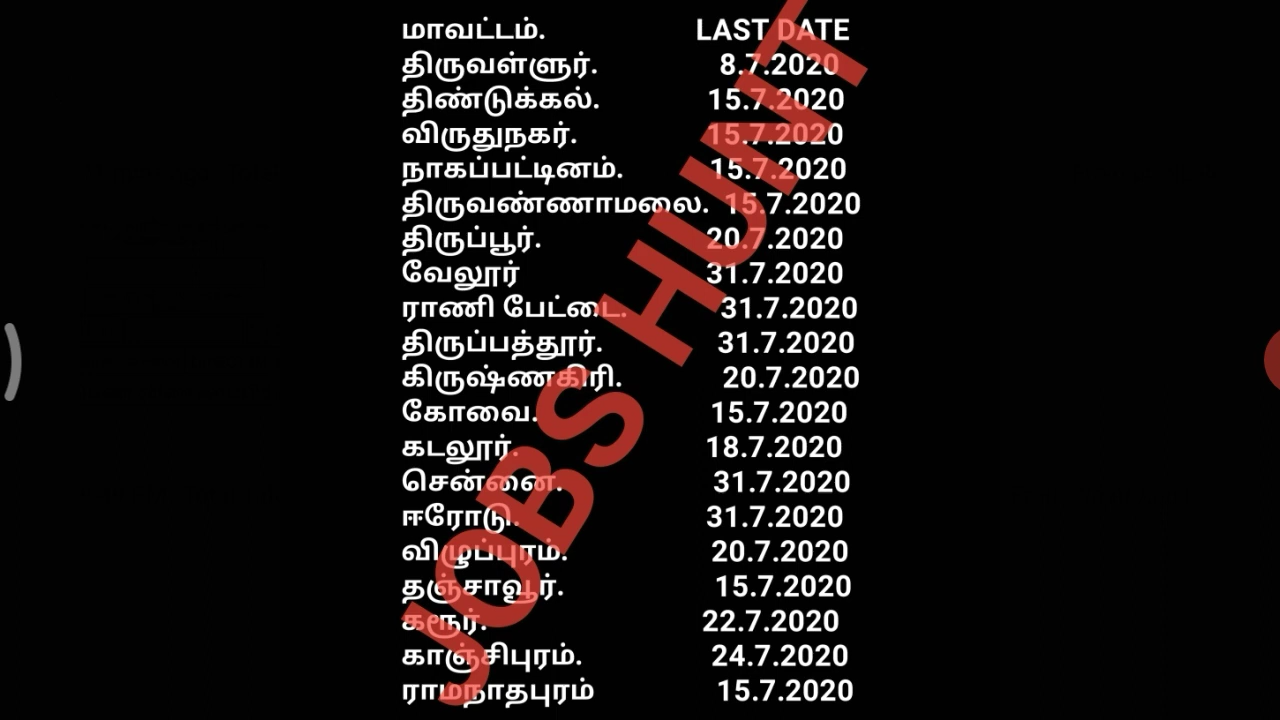 மாவட்டம். LAST DATE
திருவள்ளுர். 8.7.2020
திண்டுக்கல். 15.7.2020
விருதுநகர். 15.7.2020
நாகப்பட்டினம். 15.7.2020
திருவண்ணாமலை. 15.7.2020
திருப்பூர். 20.7.2020
வேலூர் 31.7.2020
ராணி பேட்டை. 31.7.2020
திருப்பத்தூர். 31.7.2020
கிருஷ்ணகிரி. 20.7.2020
கோவை. 15.7.2020
கடலூர். 18.7.2020
சென்னை. 31.7.2020
ஈரோடு. 31.7.2020
விழுப்புரம். 20.7.2020
தஞ்சாவூர். 15.7.2020
கரூர். 22.7.2020
காஞ்சிபுரம். 24.7.2020
ராமநாதபுரம் 15.7.2020
JOBS HUNT